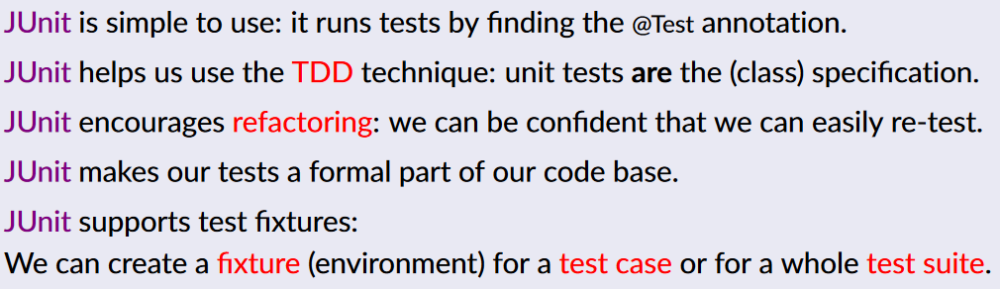 JUnit is simple to use: it runs tests by finding the @Test annotation.
JUnit helps us use the TDD technique: unit tests are the (class) specification.
JUnit encourages refactoring: we can be confident that we can easily re-test.
JUnit makes our tests a formal part of our code base.
JUnit supports test fixtures:
We can create a fixture (environment) for a test case or for a whole test suite.